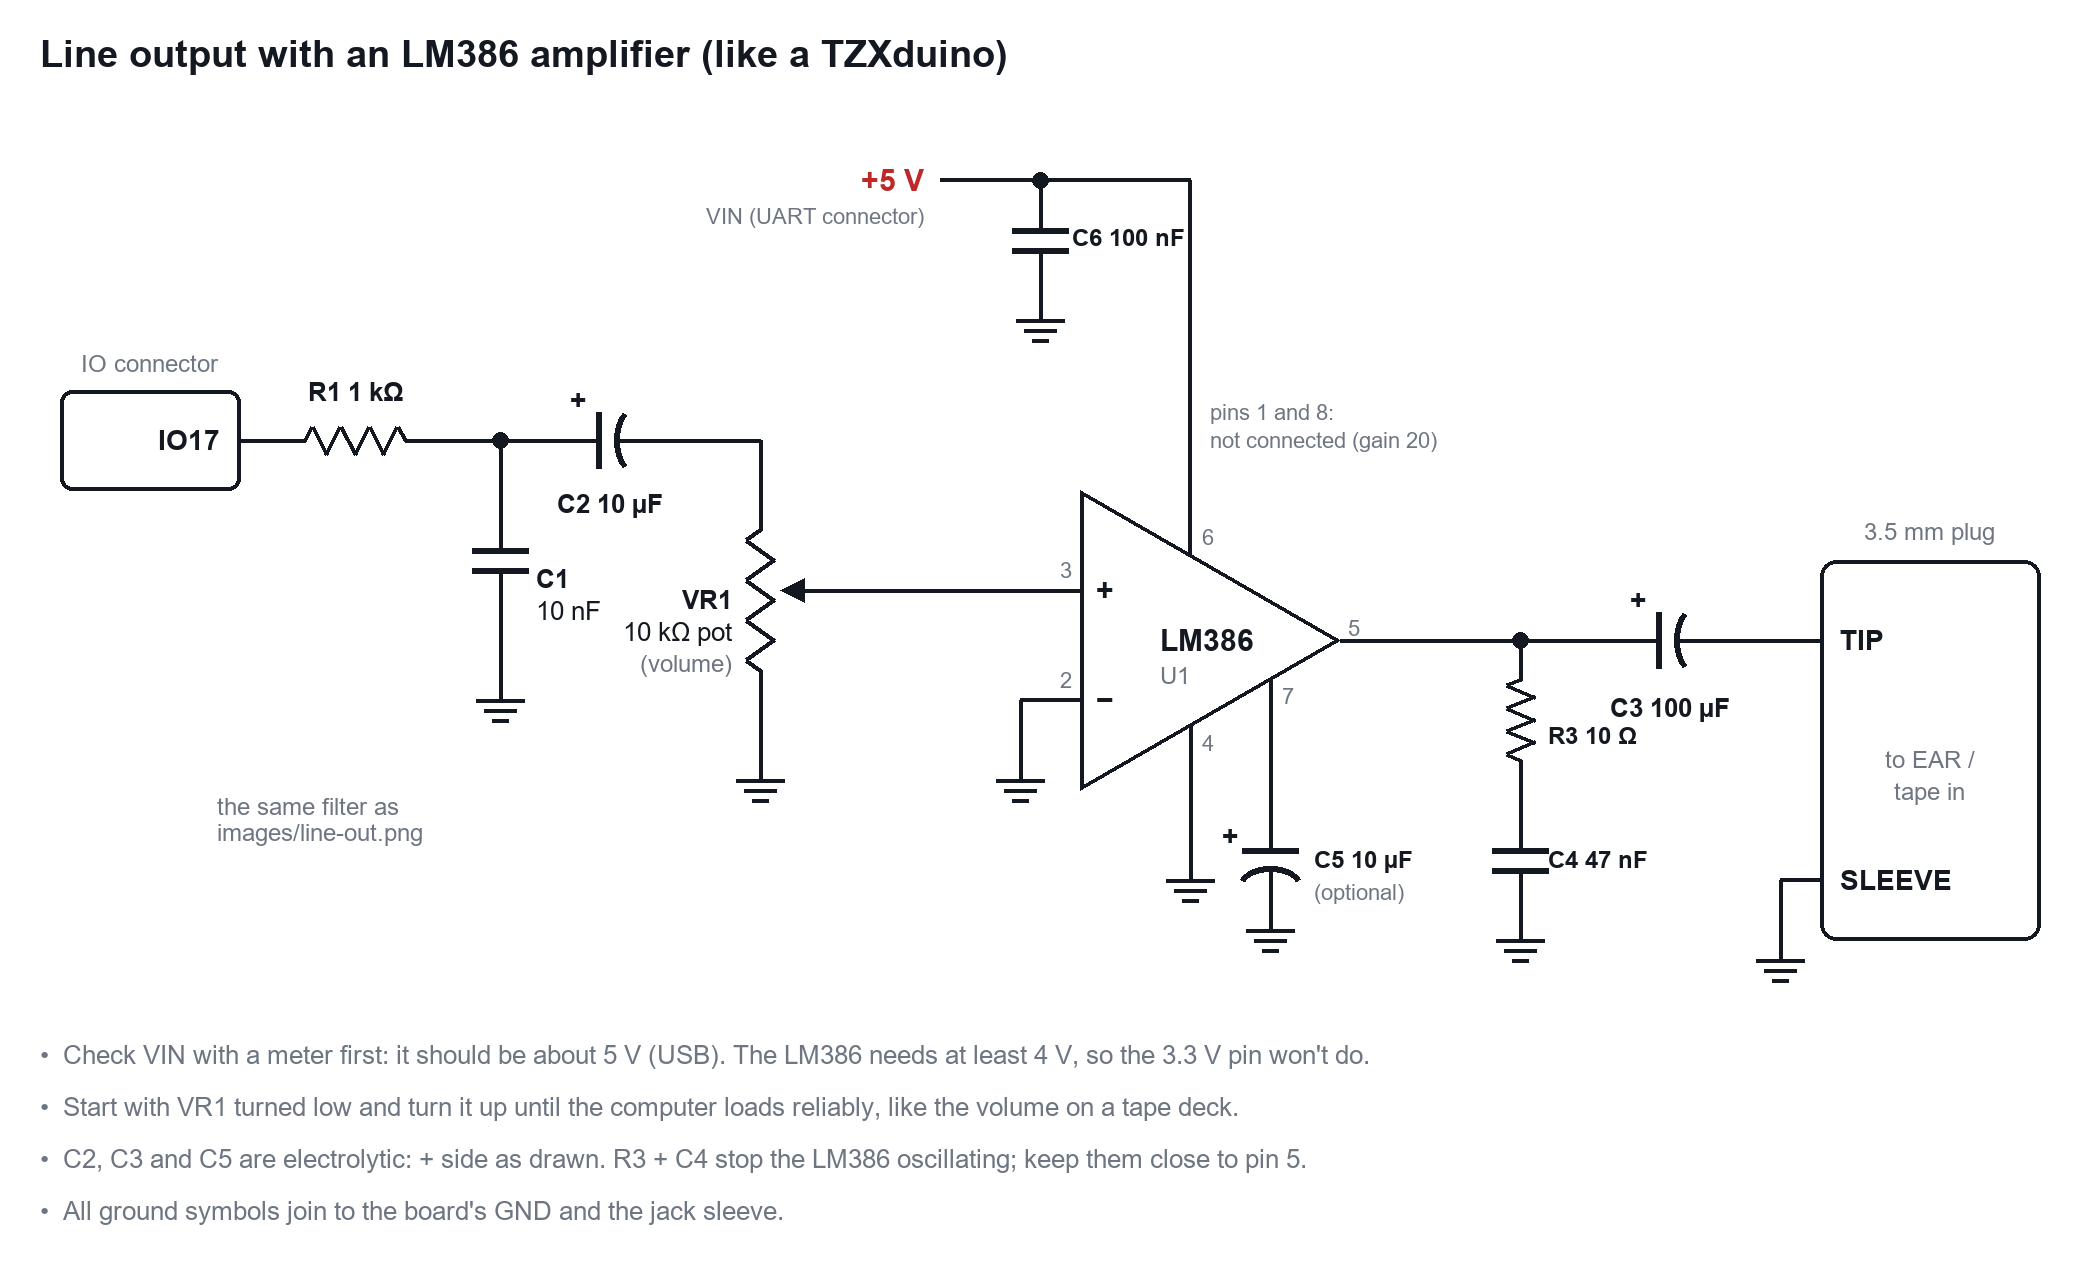 Line output with an LM386 amplifier (like a TZXduino)
+5 V
VIN (UART connector)
C6 100 nF
IO connector
IO17
R1 1 kΩ
+
C2 10 µF
C1
10 nF
VR1
10 kΩ pot
(volume)
pins 1 and 8:
not connected (gain 20)
6
3
+
2
−
LM386
U1
5
7
4
+
C5 10 µF
(optional)
+
C3 100 µF
R3 10 Ω
C4 47 nF
3.5 mm plug
TIP
to EAR /
tape in
SLEEVE
the same filter as
images/line-out.png
• Check VIN with a meter first: it should be about 5 V (USB). The LM386 needs at least 4 V, so the 3.3 V pin won't do.
• Start with VR1 turned low and turn it up until the computer loads reliably, like the volume on a tape deck.
• C2, C3 and C5 are electrolytic: + side as drawn. R3 + C4 stop the LM386 oscillating; keep them close to pin 5.
• All ground symbols join to the board's GND and the jack sleeve.